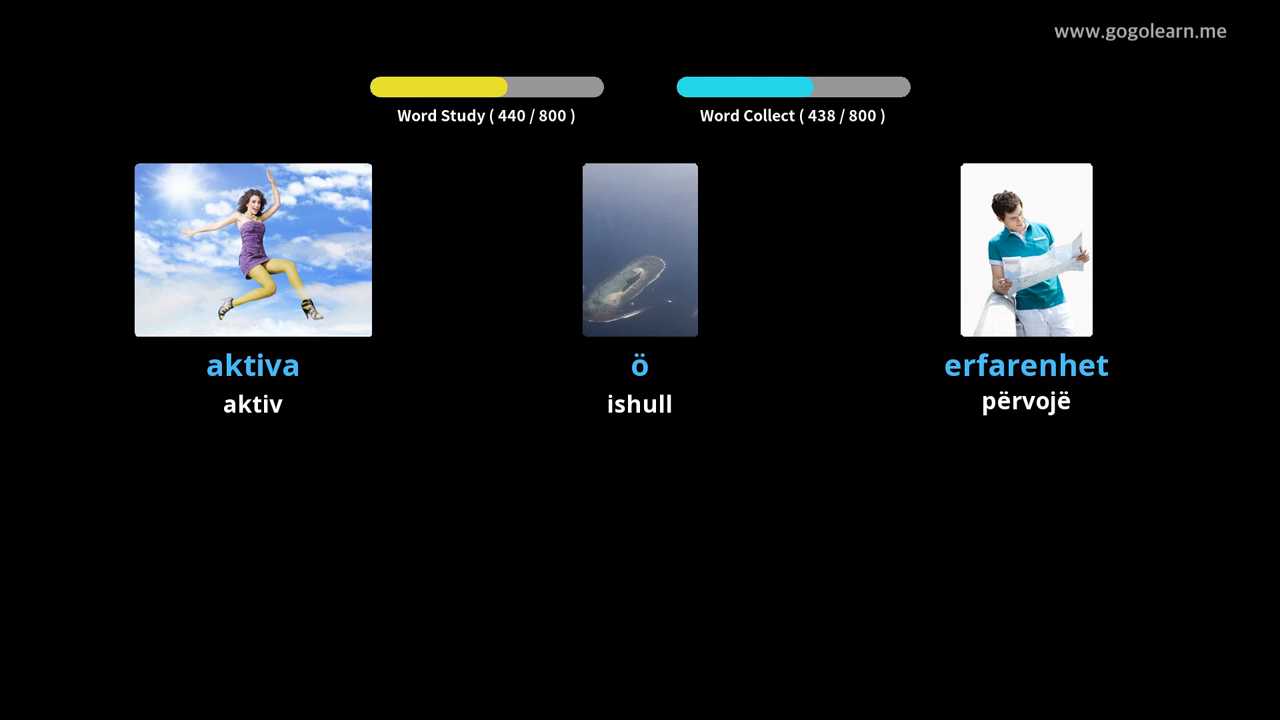 www.gogolearn.me
Word Study ( 440 / 800 )
Word Collect ( 438 / 800 )
aktiva
aktiv
ö
ishull
erfarenhet
përvojë